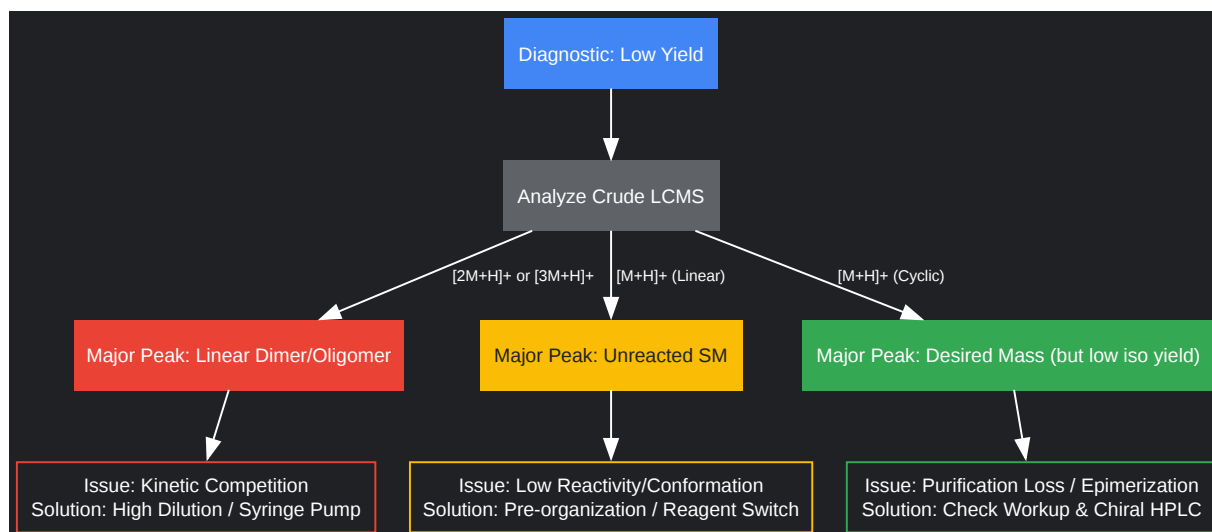 Diagnostic: Low Yield
Analyze Crude LCMS
[2M+H]+ or [3M+H]+
[M+H]+ (Linear)
[M+H]+ (Cyclic)
Major Peak: Linear Dimer/Oligomer
Major Peak: Unreacted SM
Major Peak: Desired Mass (but low iso yield)
Issue: Kinetic Competition
Solution: High Dilution / Syringe Pump
Issue: Low Reactivity/Conformation
Solution: Pre-organization / Reagent Switch
Issue: Purification Loss / Epimerization
Solution: Check Workup & Chiral HPLC